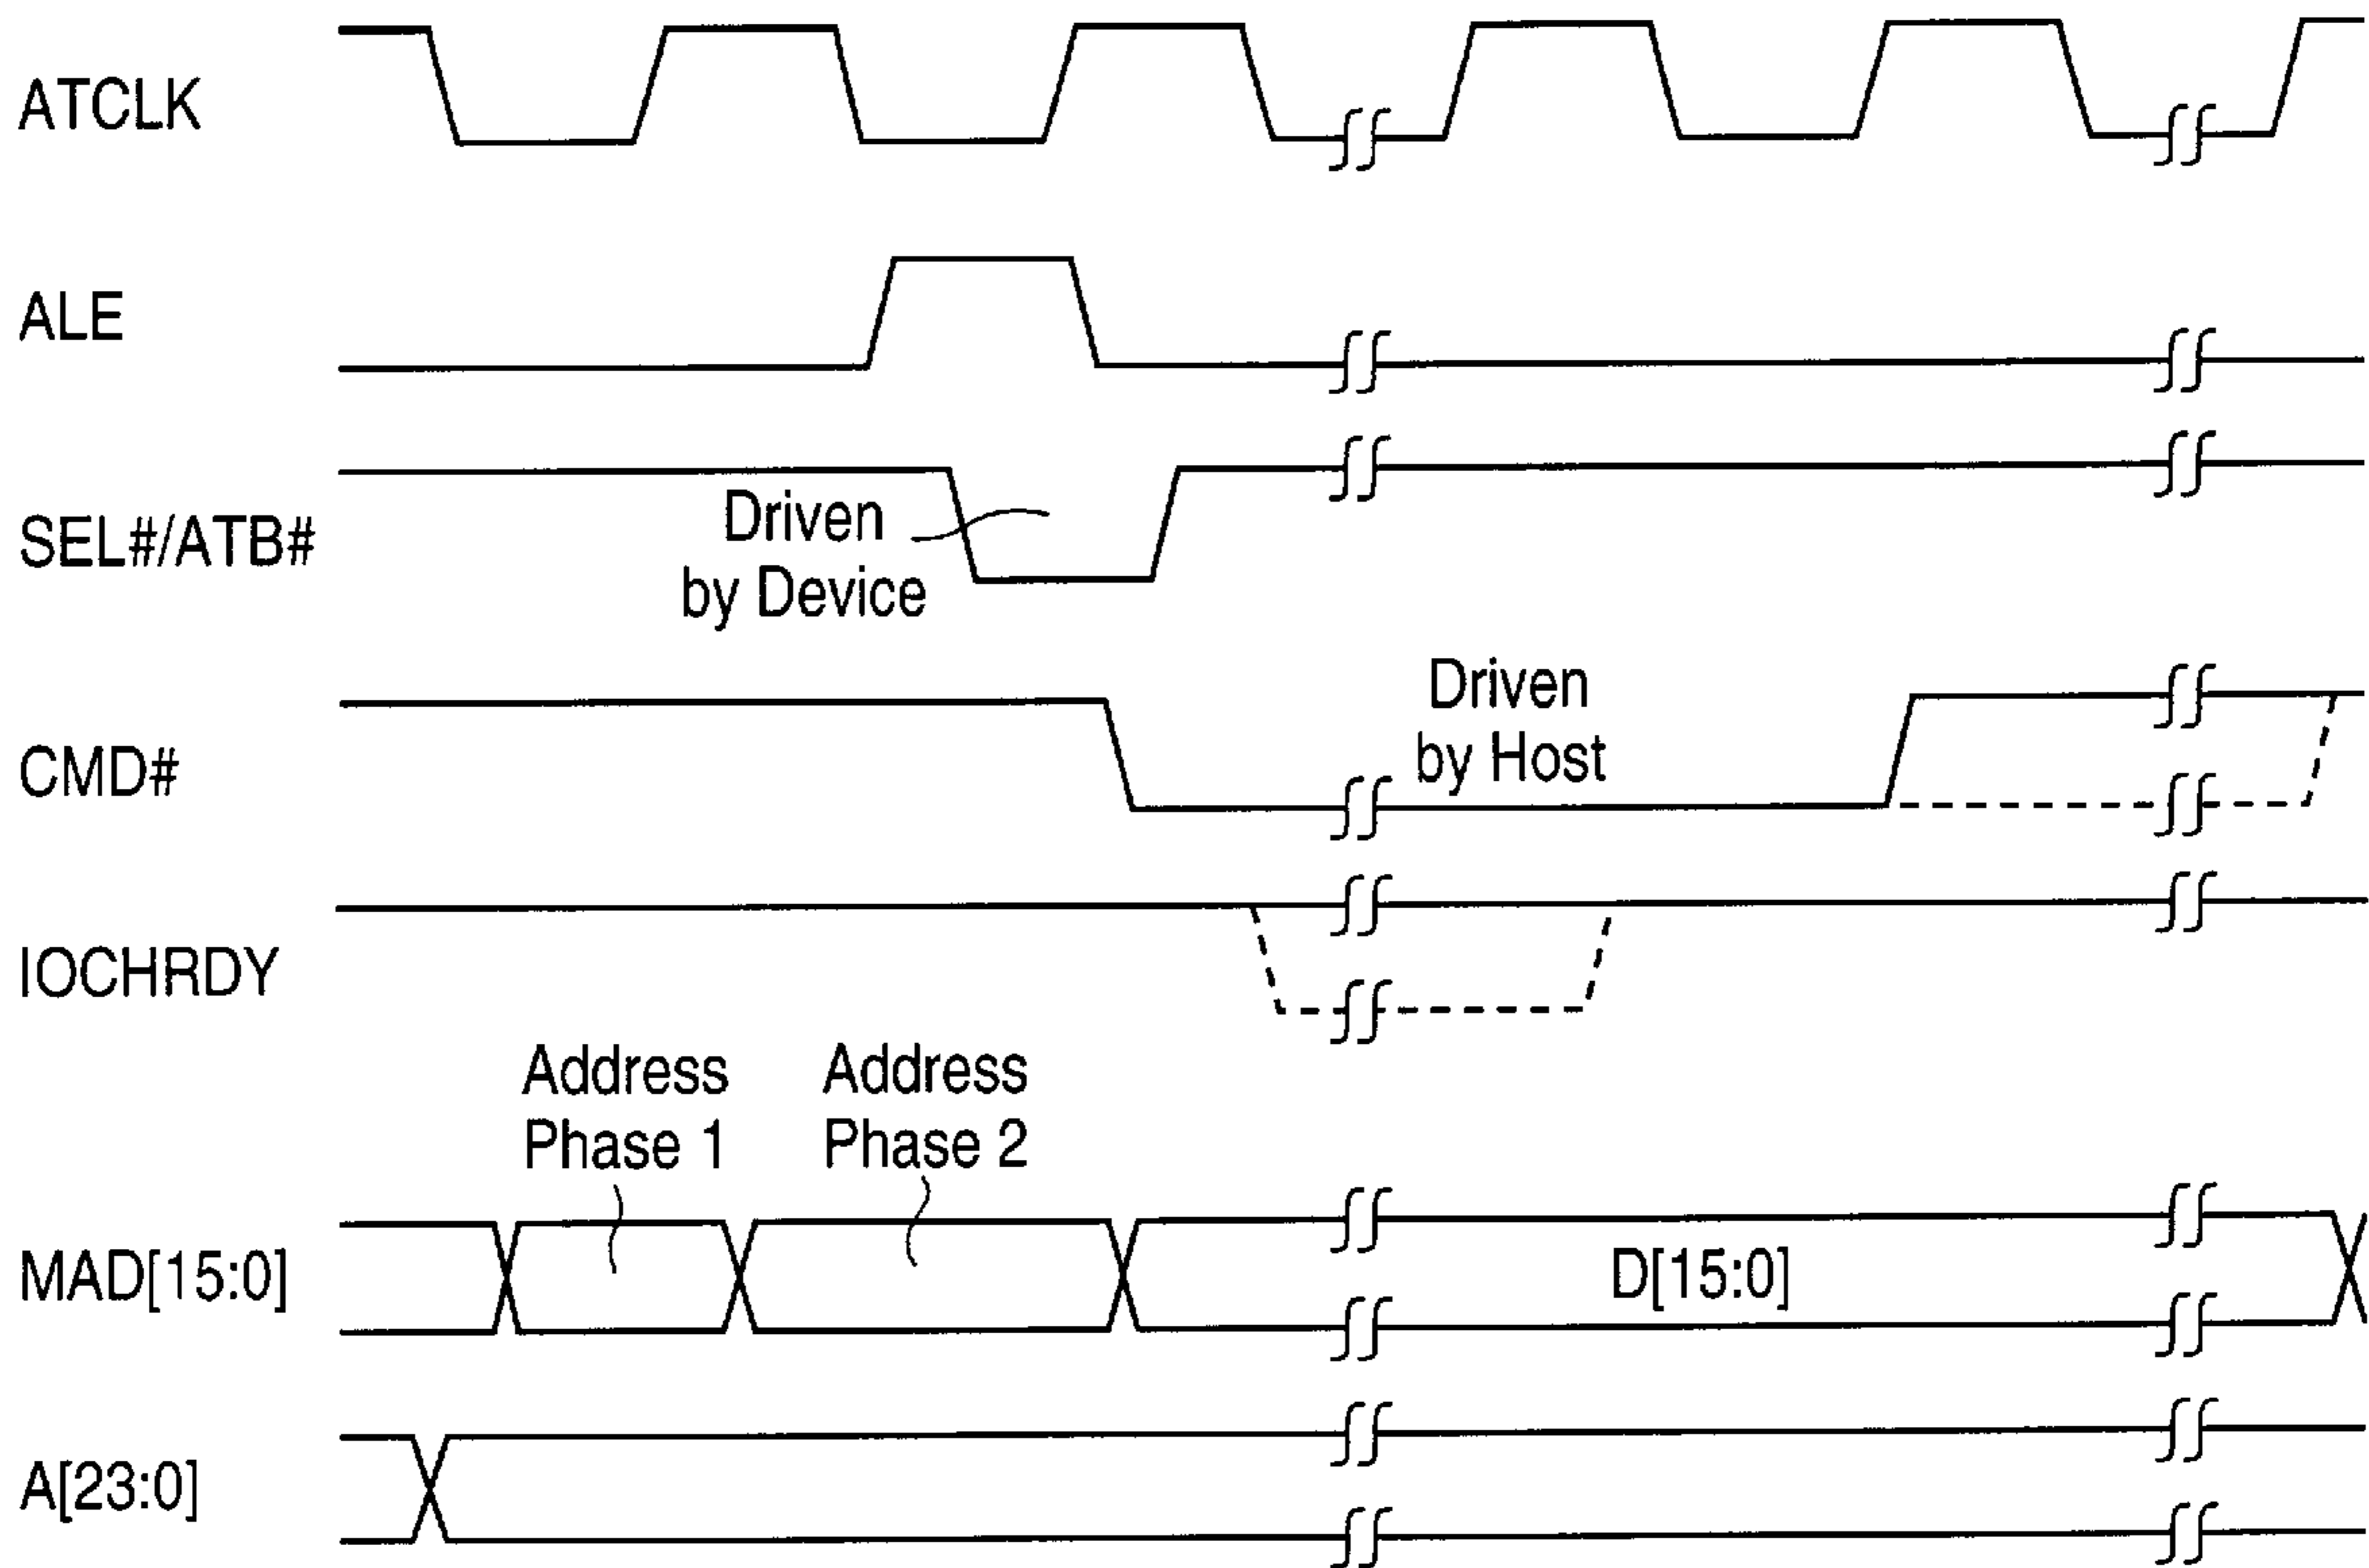 ATCLK
ALE
SEL#/ATB#
Driven
by Device
CMD#
Driven
by Host
IOCHRDY
Address
Phase 1
Address
Phase 2
MAD[15:0]
D[15:0]
A[23:0]